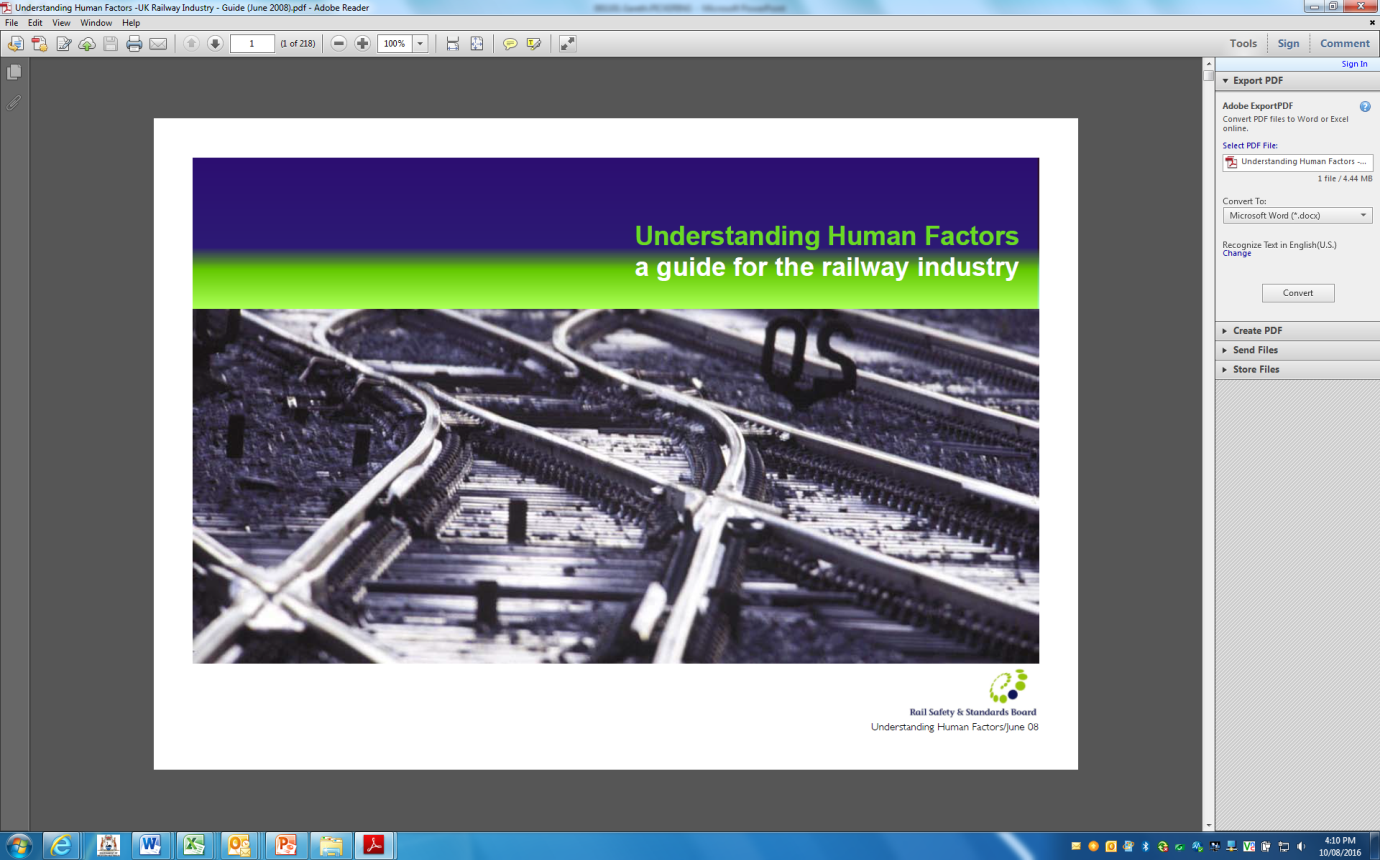 Understanding Human Factors -UK Railway Industry - Guide (June 2008).pdf - Adobe Reader
File Edit View Window Help
1 (1 of 218) 100% Tools Sign Comment
Sign In
Export PDF
Adobe ExportPDF
Convert PDF files to Word or Excel
online.
Select PDF File:
Understanding Human Factors -...
1 file / 4.44 MB
Convert To:
Microsoft Word (*.docx)
Recognize Text in English(U.S.)
Change
Convert
Create PDF
Send Files
Store Files
Understanding Human Factors
a guide for the railway industry
Rail Safety & Standards Board
Understanding Human Factors/June 08
4:10 PM
10/08/2016